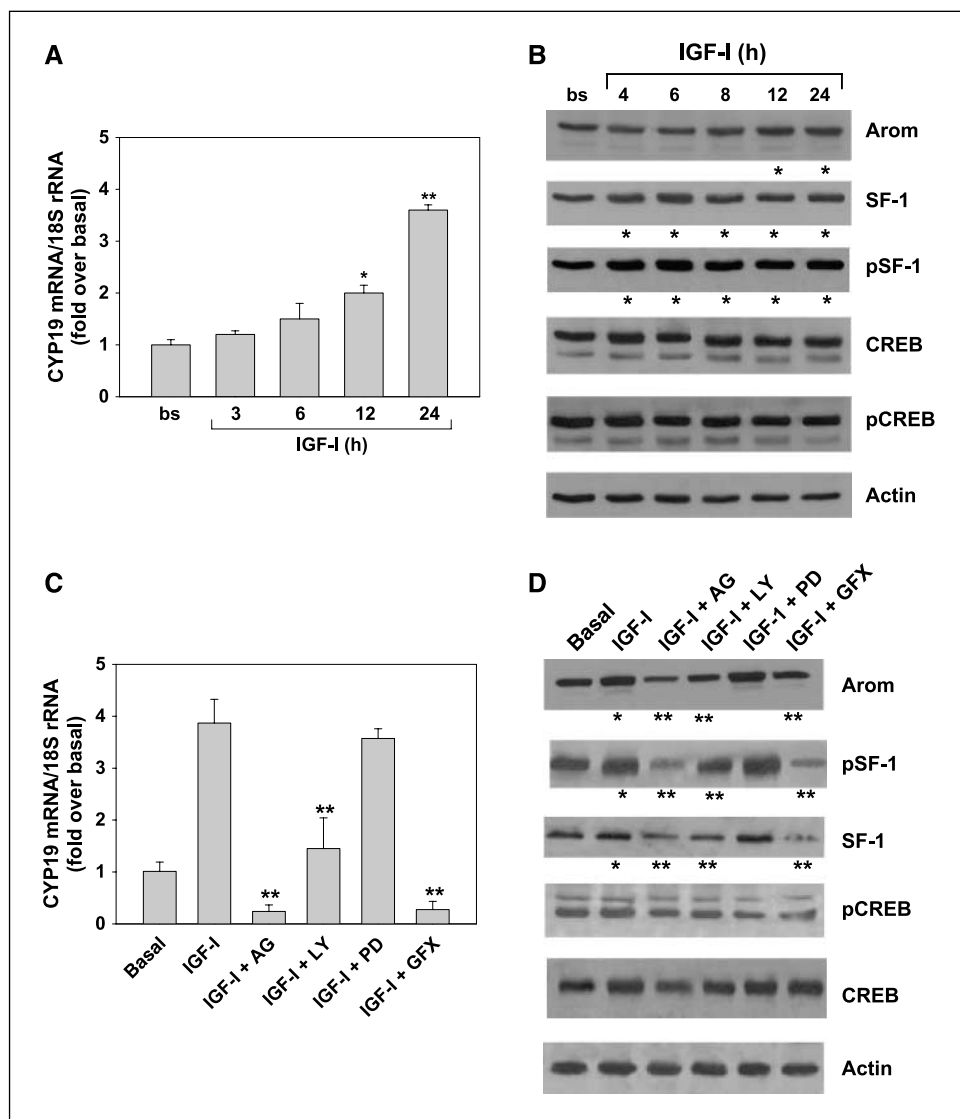 A
CYP19 mRNA/18S rRNA
(fold over basal)
5
4
3
2
1
0
*
**
bs 3 6 12 24
IGF-I (h)
B
IGF-I (h)
bs 4 6 8 12 24
Arom
* *
SF-1
* * * * *
pSF-1
* * * * *
CREB
pCREB
Actin
C
CYP19 mRNA/18S rRNA
(fold over basal)
5
4
3
2
1
0
**
**
**
Basal
IGF-I
IGF-I + AG
IGF-I + LY
IGF-I + PD
IGF-I + GFX
D
Basal
IGF-I
IGF-I + AG
IGF-I + LY
IGF-1 + PD
IGF-I + GFX
Arom
* ** ** **
pSF-1
* ** ** **
SF-1
* ** ** **
pCREB
CREB
Actin